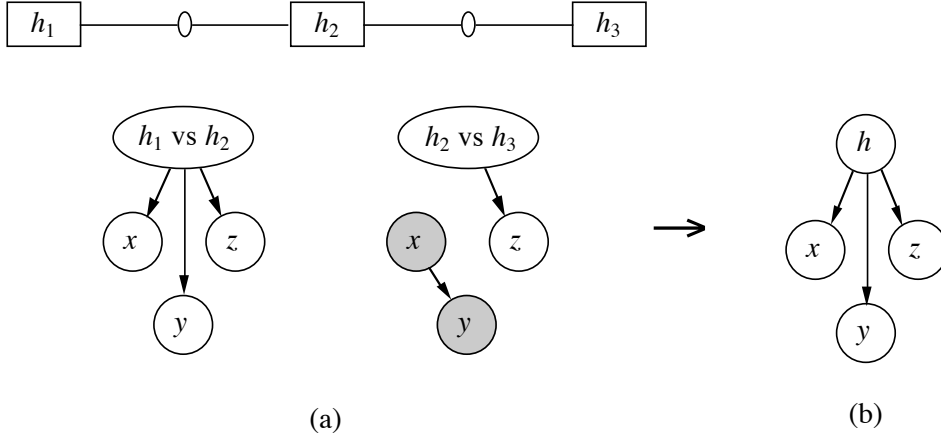 h₁ h₂ h₃
h₁ vs h₂ h₂ vs h₃ h
x z x z x z
y y y
(a) (b)